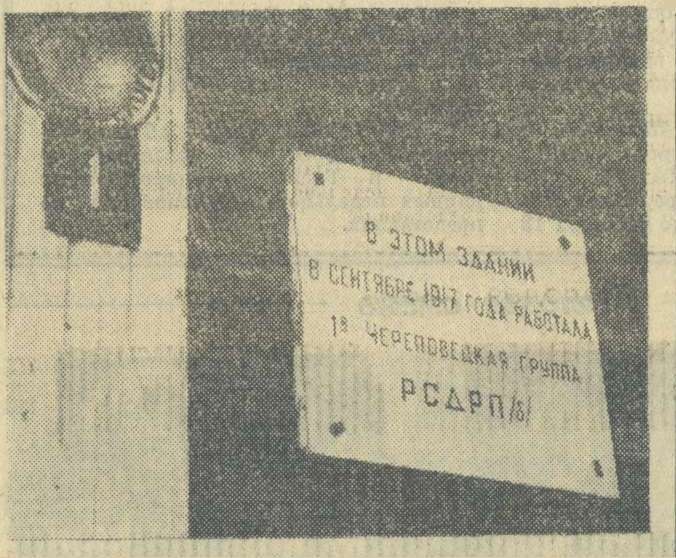 1
В ЭТОМ ЗДАНИИ
В СЕНТЯБРЕ 1917 ГОДА РАБОТАЛА
1я ЧЕРЕПОВЕЦКАЯ ГРУППА
РСДРП/б/